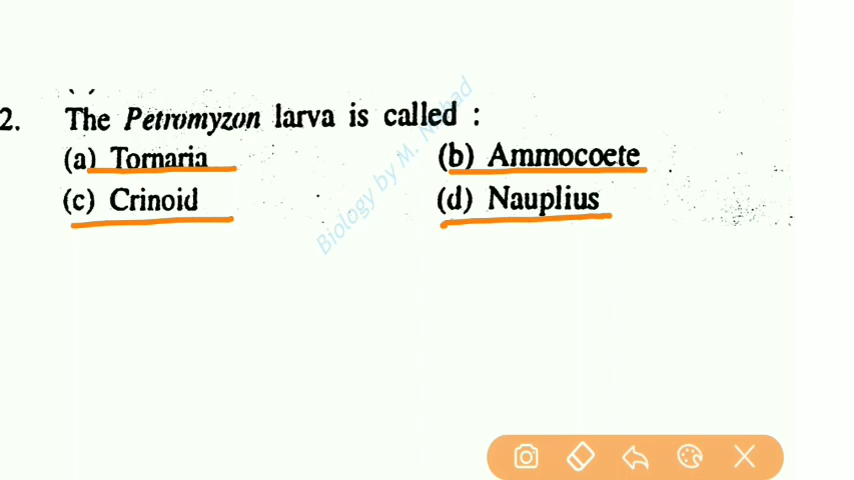 2. The Petromyzon larva is called :
(a) Tornaria (b) Ammocoete
(c) Crinoid (d) Nauplius
Biology by M.